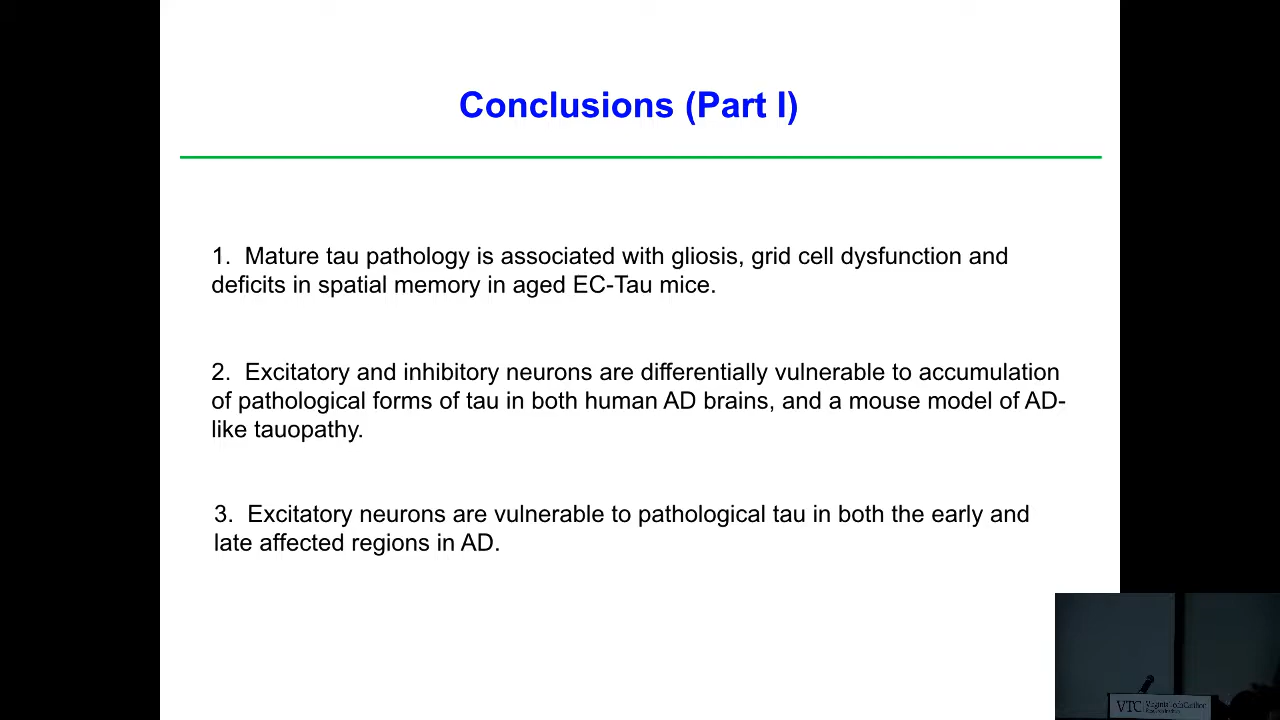 Conclusions (Part I)
1. Mature tau pathology is associated with gliosis, grid cell dysfunction and
deficits in spatial memory in aged EC-Tau mice.
2. Excitatory and inhibitory neurons are differentially vulnerable to accumulation
of pathological forms of tau in both human AD brains, and a mouse model of AD-
like tauopathy.
3. Excitatory neurons are vulnerable to pathological tau in both the early and
late affected regions in AD.
VTC